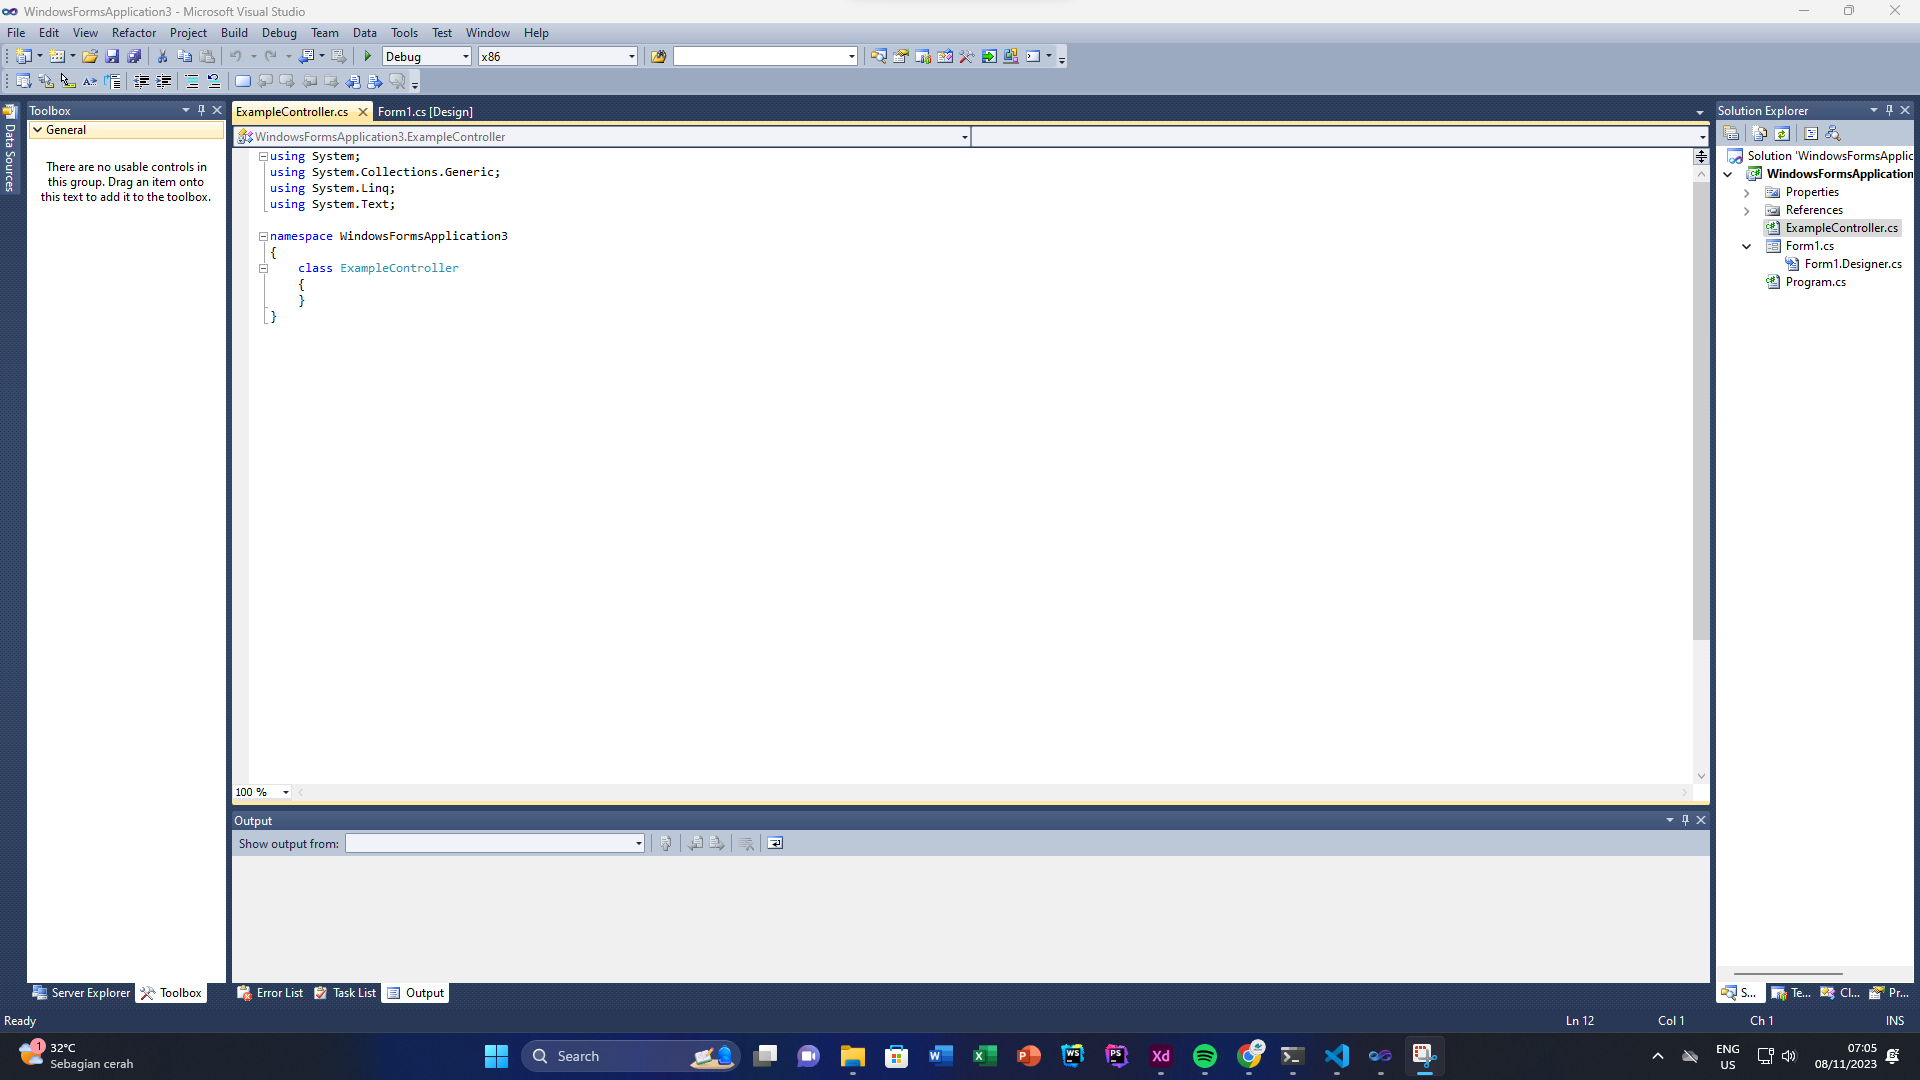 WindowsFormsApplication3 - Microsoft Visual Studio
File Edit View Refactor Project Build Debug Team Data Tools Test Window Help
Debug x86
Data Sources
Toolbox
General
There are no usable controls in
this group. Drag an item onto
this text to add it to the toolbox.
ExampleController.cs Form1.cs [Design]
WindowsFormsApplication3.ExampleController
using System;
using System.Collections.Generic;
using System.Linq;
using System.Text;
namespace WindowsFormsApplication3
{
class ExampleController
{
}
}
100 %
Output
Show output from:
Solution Explorer
Solution 'WindowsFormsApplic
WindowsFormsApplication
Properties
References
ExampleController.cs
Form1.cs
Form1.Designer.cs
Program.cs
Server Explorer Toolbox Error List Task List Output S... Te... Cl... Pr...
Ready Ln 12 Col 1 Ch 1 INS
1
32°C
Sebagian cerah
Search
W X P WS PS Xd
ENG
US
07:05
08/11/2023